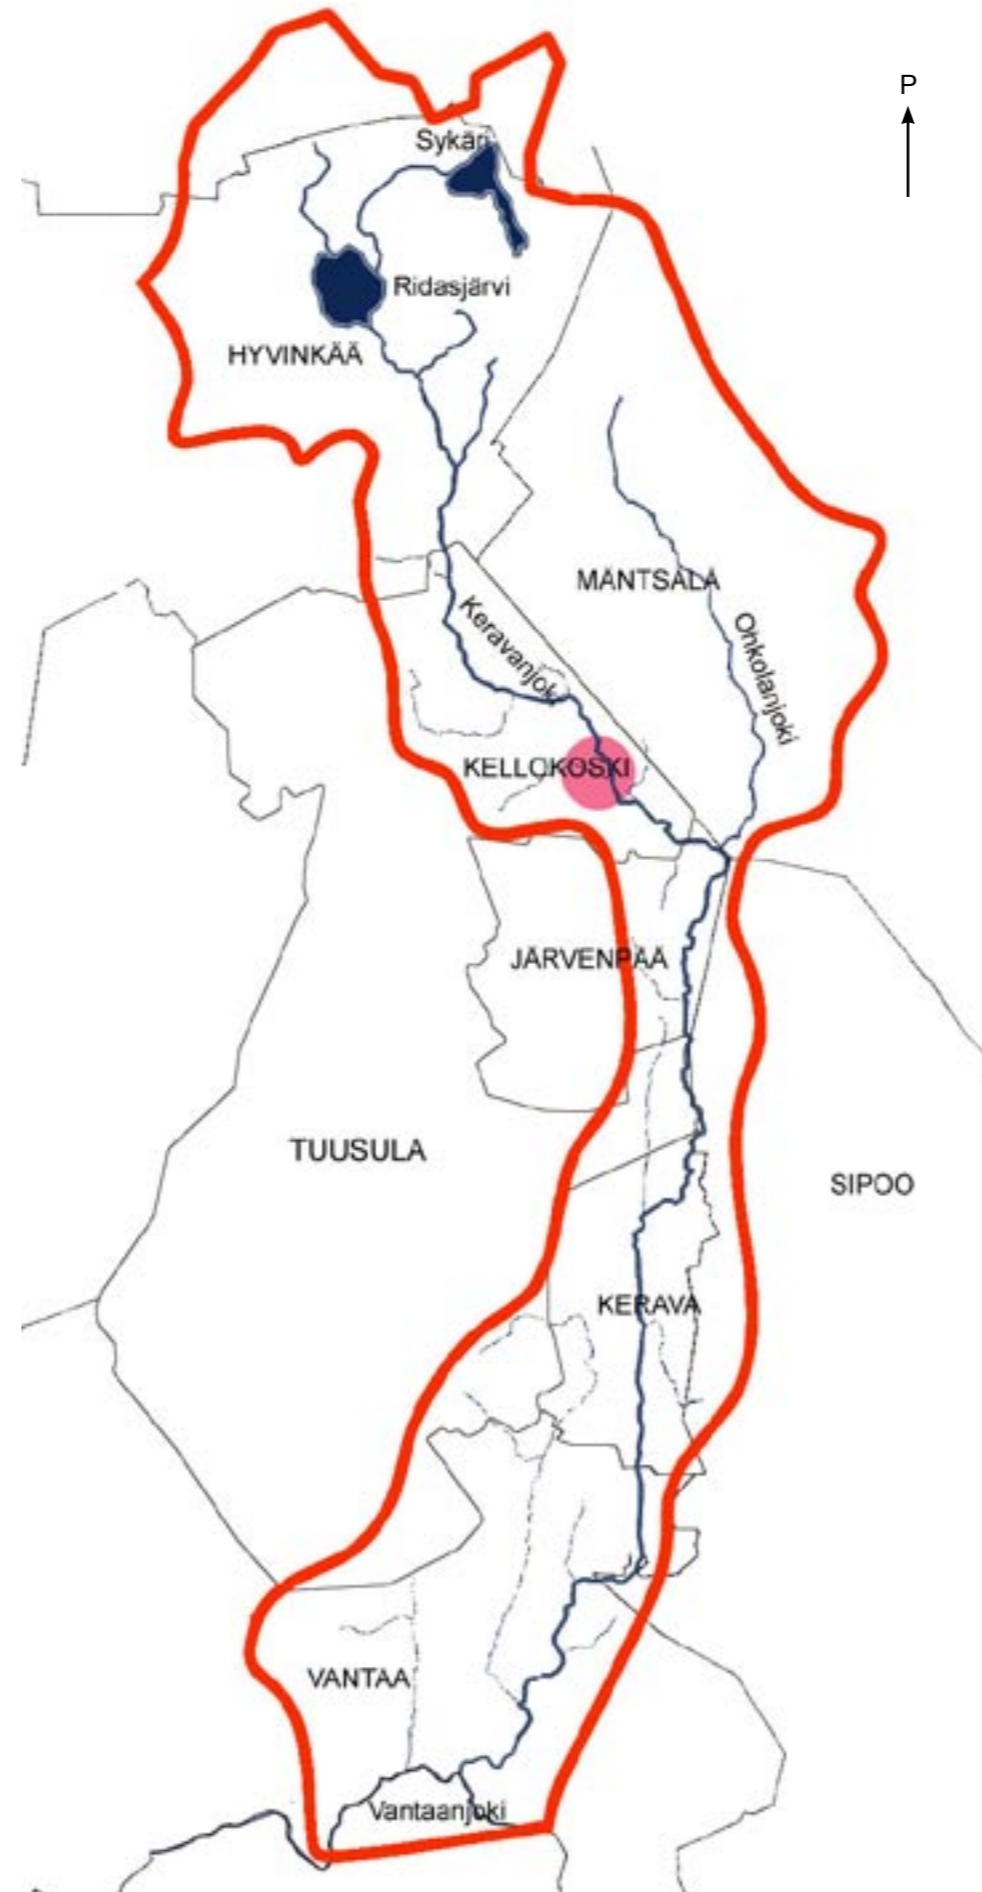 P
Sykäri
Ridasjärvi
HYVINKÄÄ
MÄNTSÄLÄ
Keravanjoki
Ohkolanjoki
KELLOKOSKI
JÄRVENPÄÄ
TUUSULA
SIPOO
KERAVA
VANTAA
Vantaanjoki